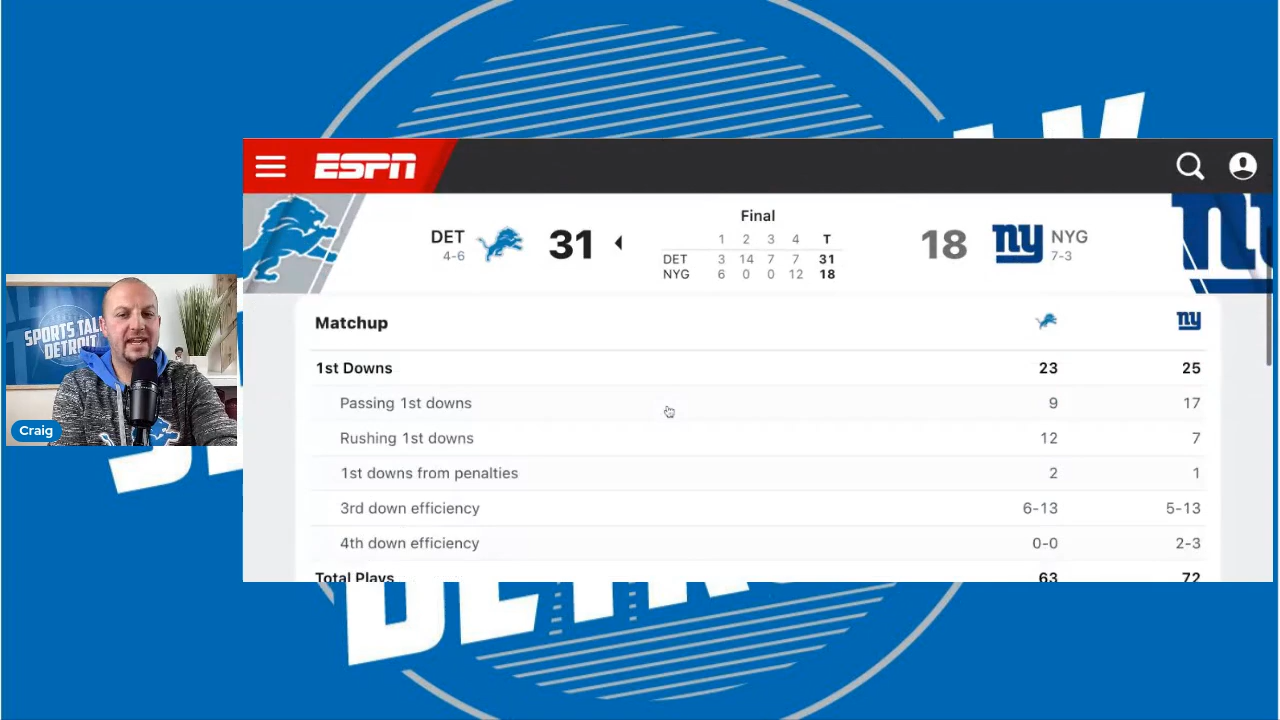 ESPN
DET
4-6
31
Final
1 2 3 4 T
DET 3 14 7 7 31
NYG 6 0 0 12 18
18
ny
NYG
7-3
Matchup
ny
1st Downs 23 25
Passing 1st downs 9 17
Rushing 1st downs 12 7
1st downs from penalties 2 1
3rd down efficiency 6-13 5-13
4th down efficiency 0-0 2-3
Total Plays 63 72
SPORTS TALK
DETROIT
Craig